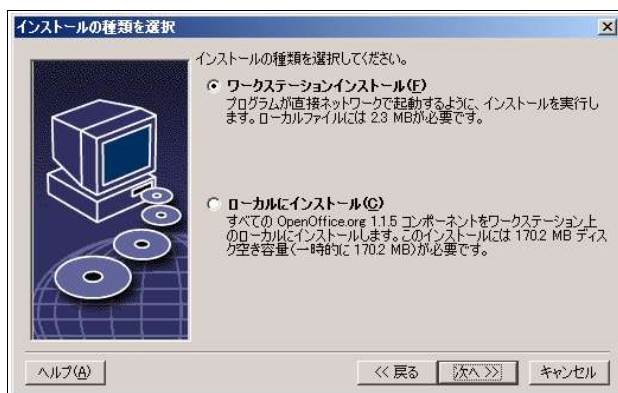 インストールの種類を選択
インストールの種類を選択してください。
ワークステーションインストール(F)
プログラムが直接ネットワークで起動するように、インストールを実行し
ます。ローカルファイルには 2.3 MBが必要です。
ローカルにインストール(C)
すべての OpenOffice.org 1.1.5 コンポーネントをワークステーション上
のローカルにインストールします。このインストールには 170.2 MB ディス
ク空き容量(一時的に 170.2 MB)が必要です。
ヘルプ(A)
<< 戻る
次へ >>
キャンセル